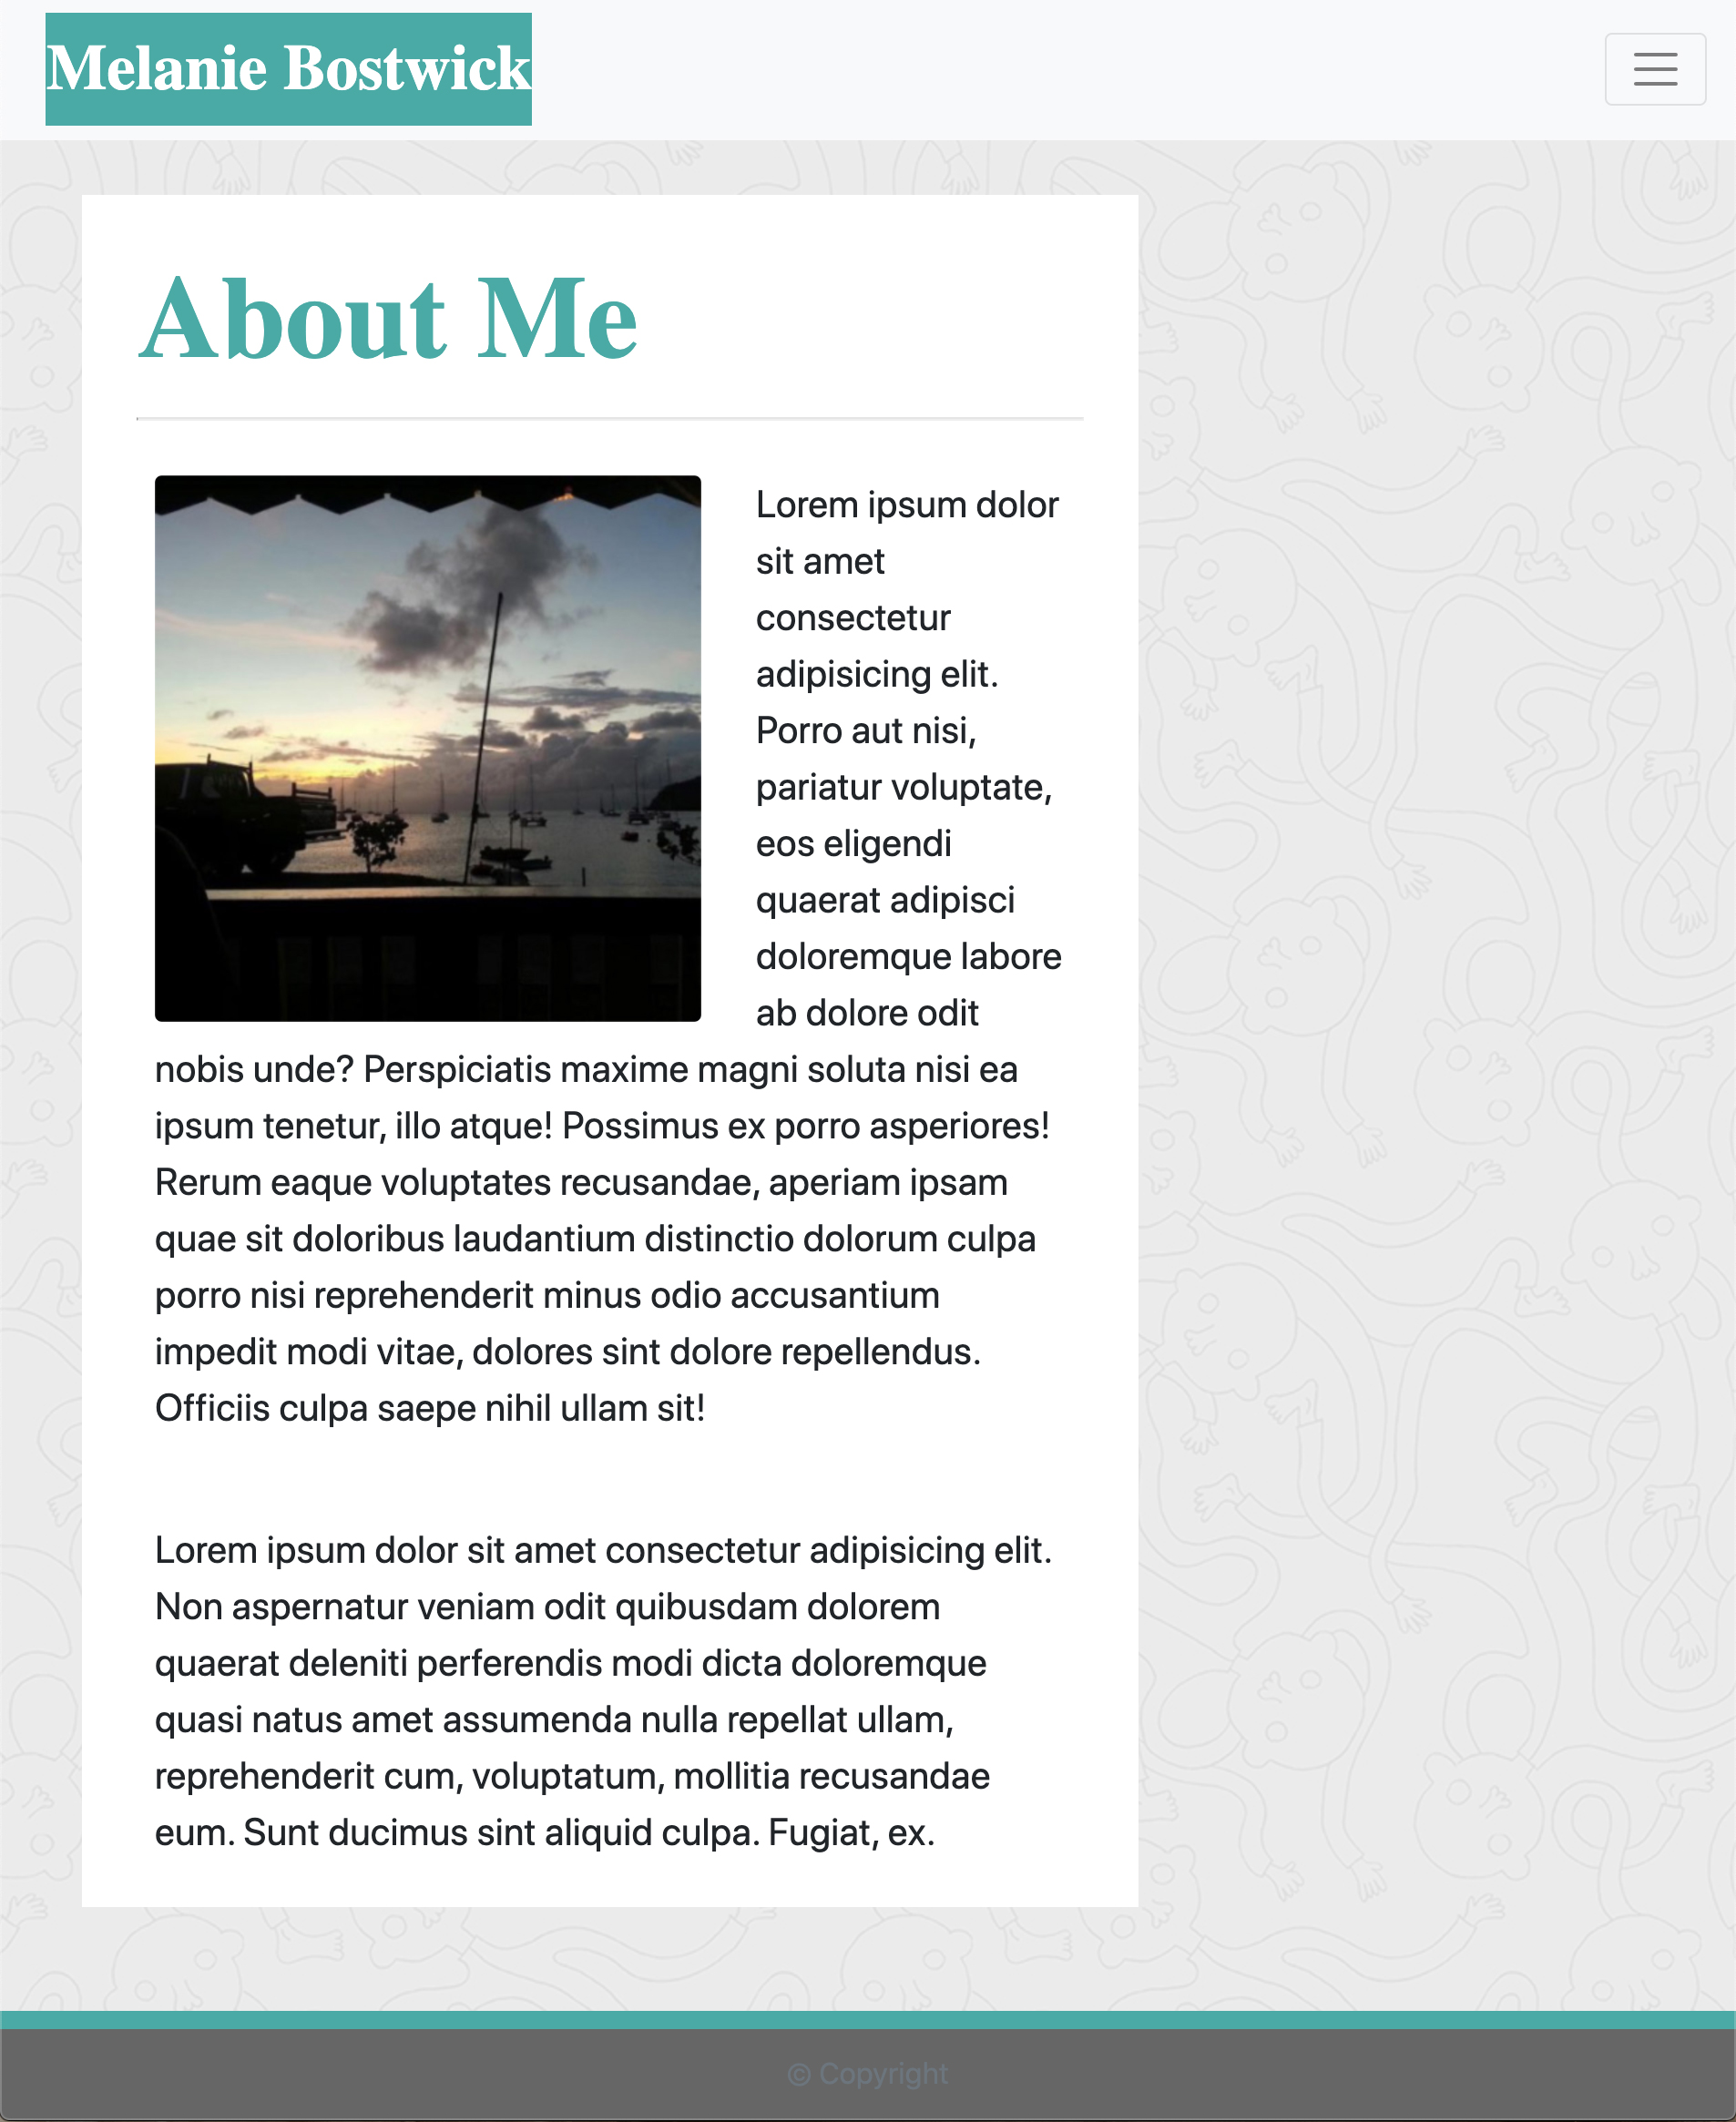 Melanie Bostwick
About Me
Lorem ipsum dolor
sit amet
consectetur
adipisicing elit.
Porro aut nisi,
pariatur voluptate,
eos eligendi
quaerat adipisci
doloremque labore
ab dolore odit
nobis unde? Perspiciatis maxime magni soluta nisi ea
ipsum tenetur, illo atque! Possimus ex porro asperiores!
Rerum eaque voluptates recusandae, aperiam ipsam
quae sit doloribus laudantium distinctio dolorum culpa
porro nisi reprehenderit minus odio accusantium
impedit modi vitae, dolores sint dolore repellendus.
Officiis culpa saepe nihil ullam sit!
Lorem ipsum dolor sit amet consectetur adipisicing elit.
Non aspernatur veniam odit quibusdam dolorem
quaerat deleniti perferendis modi dicta doloremque
quasi natus amet assumenda nulla repellat ullam,
reprehenderit cum, voluptatum, mollitia recusandae
eum. Sunt ducimus sint aliquid culpa. Fugiat, ex.
© Copyright